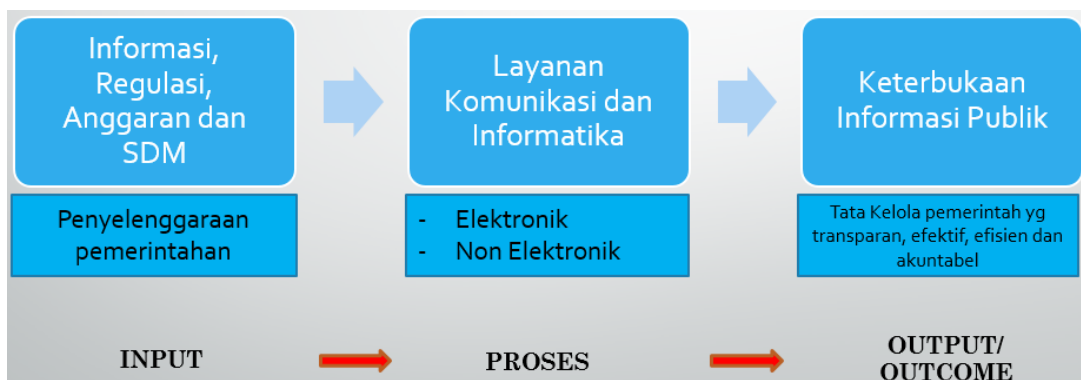 Informasi,
Regulasi,
Anggaran dan
SDM
Layanan
Komunikasi dan
Informatika
Keterbukaan
Informasi Publik
Penyelenggaraan
pemerintahan
- Elektronik
- Non Elektronik
Tata Kelola pemerintah yg
transparan, efektif, efisien dan
akuntabel
INPUT
PROSES
OUTPUT/
OUTCOME